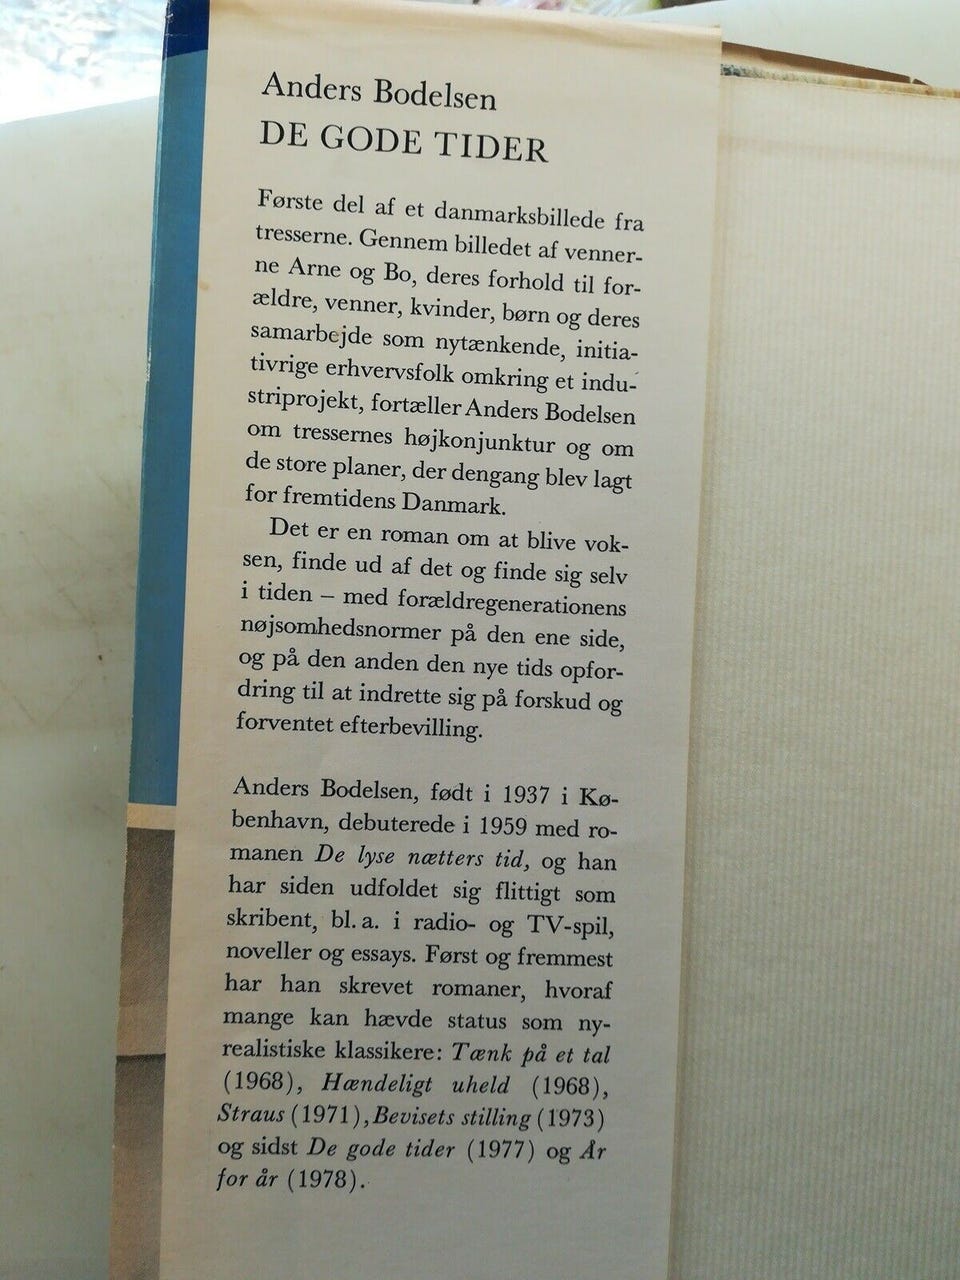 Anders Bodelsen
DE GODE TIDER
Første del af et danmarksbillede fra
tresserne. Gennem billedet af venner-
ne Arne og Bo, deres forhold til for-
ældre, venner, kvinder, børn og deres
samarbejde som nytænkende, initia-
tivrige erhvervsfolk omkring et indu-
striprojekt, fortæller Anders Bodelsen
om tressernes højkonjunktur og om
de store planer, der dengang blev lagt
for fremtidens Danmark.
Det er en roman om at blive vok-
sen, finde ud af det og finde sig selv
i tiden – med forældregenerationens
nøjsomhedsnormer på den ene side,
og på den anden den nye tids opfor-
dring til at indrette sig på forskud og
forventet efterbevilling.
Anders Bodelsen, født i 1937 i Kø-
benhavn, debuterede i 1959 med ro-
manen De lyse nætters tid, og han
har siden udfoldet sig flittigt som
skribent, bl. a. i radio- og TV-spil,
noveller og essays. Først og fremmest
har han skrevet romaner, hvoraf
mange kan hævde status som ny-
realistiske klassikere: Tænk på et tal
(1968), Hændeligt uheld (1968),
Straus (1971), Bevisets stilling (1973)
og sidst De gode tider (1977) og År
for år (1978).